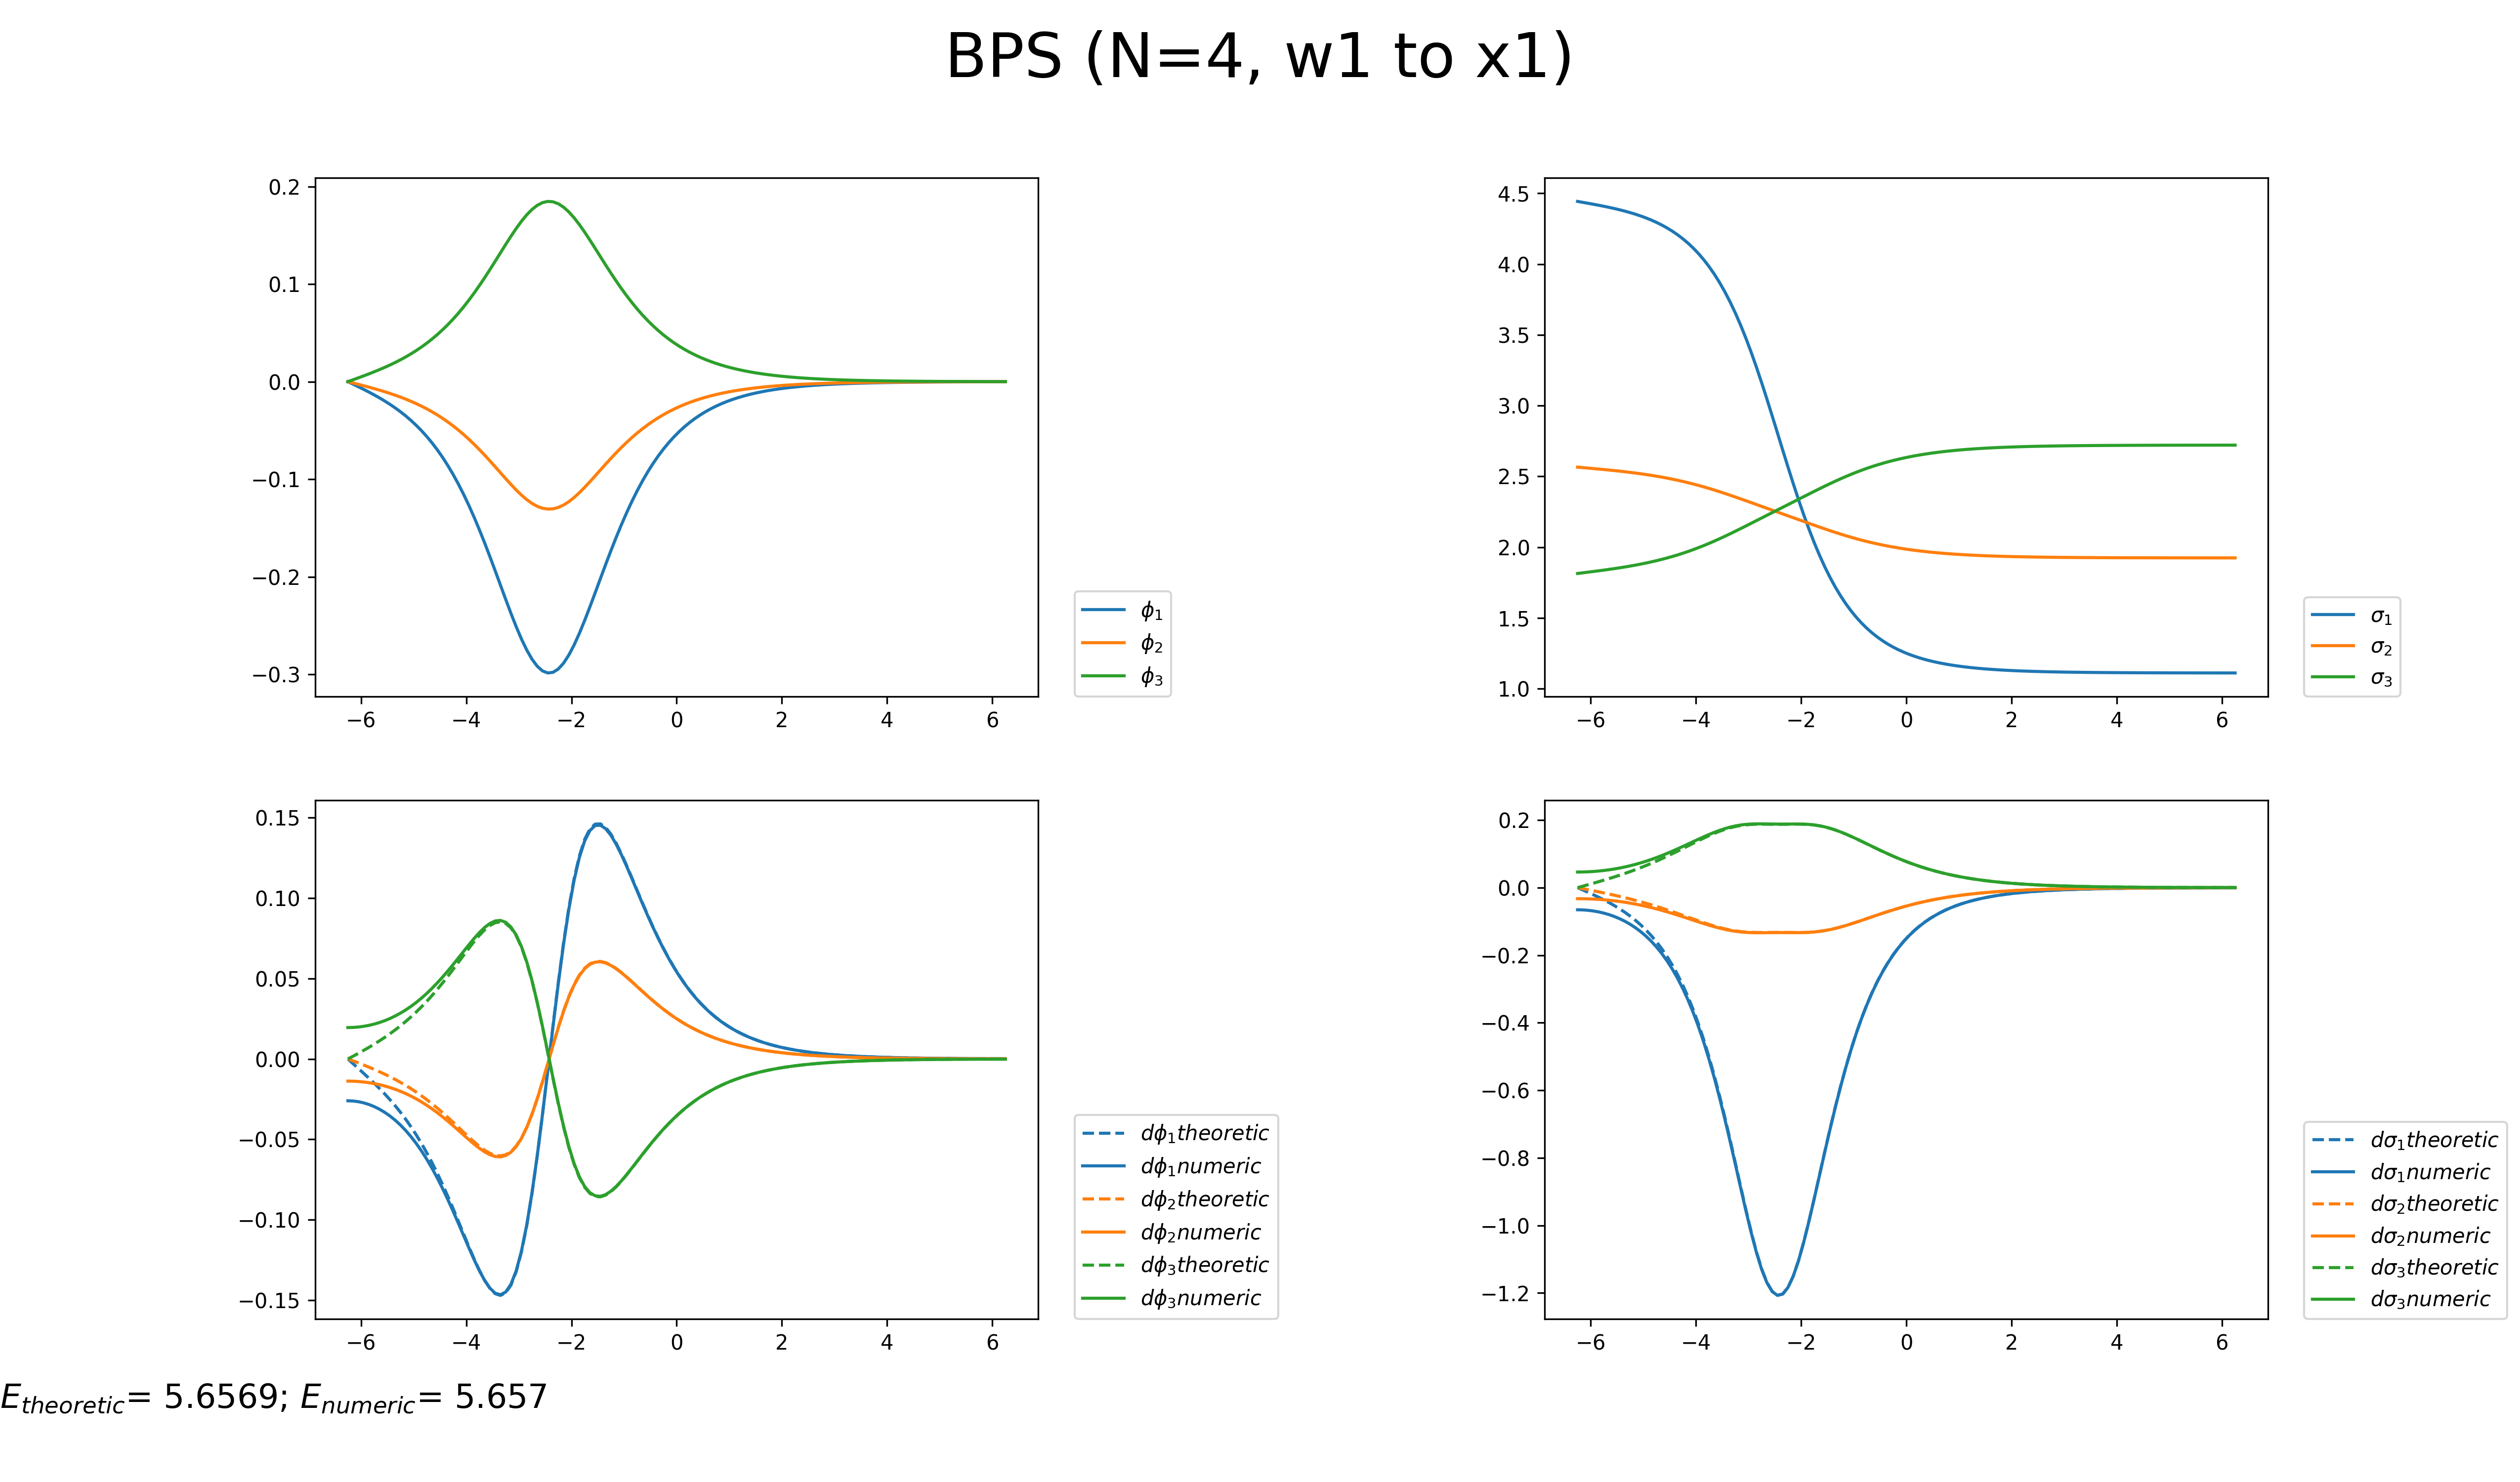 BPS (N=4, w1 to x1)
0.2
0.1
0.0
−0.1
−0.2
−0.3
−6 −4 −2 0 2 4 6
ϕ1
ϕ2
ϕ3
4.5
4.0
3.5
3.0
2.5
2.0
1.5
1.0
−6 −4 −2 0 2 4 6
σ1
σ2
σ3
0.15
0.10
0.05
0.00
−0.05
−0.10
−0.15
−6 −4 −2 0 2 4 6
dϕ1theoretic
dϕ1numeric
dϕ2theoretic
dϕ2numeric
dϕ3theoretic
dϕ3numeric
0.2
0.0
−0.2
−0.4
−0.6
−0.8
−1.0
−1.2
−6 −4 −2 0 2 4 6
dσ1theoretic
dσ1numeric
dσ2theoretic
dσ2numeric
dσ3theoretic
dσ3numeric
Etheoretic= 5.6569; Enumeric= 5.657